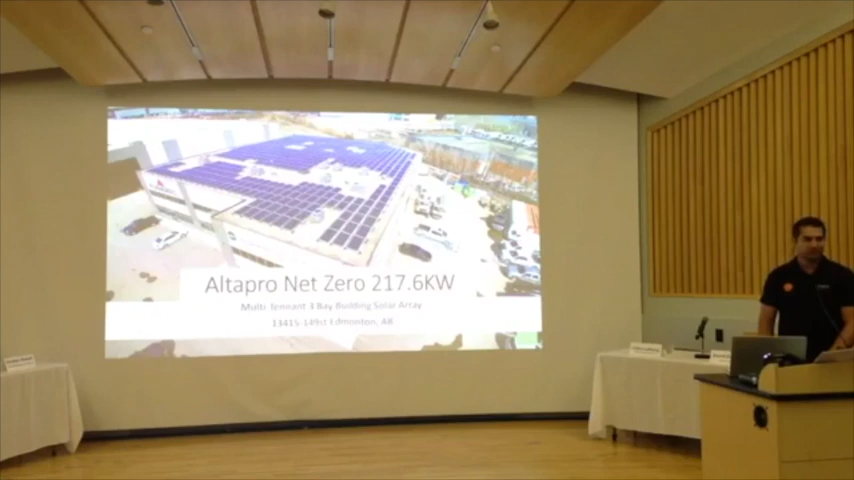 Altapro Net Zero 217.6KW
Multi Tennant 3 Bay Building Solar Array
13415-149st Edmonton, AB